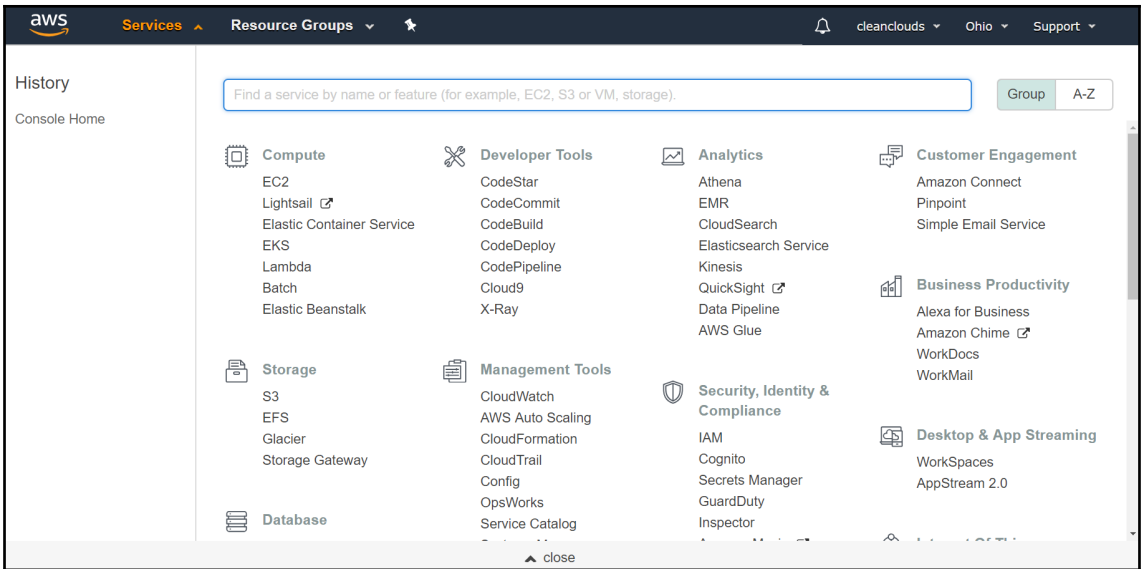 aws
Services
Resource Groups
cleanclouds
Ohio
Support
History
Console Home
Find a service by name or feature (for example, EC2, S3 or VM, storage).
Group
A-Z
Compute
EC2
Lightsail
Elastic Container Service
EKS
Lambda
Batch
Elastic Beanstalk
Storage
S3
EFS
Glacier
Storage Gateway
Database
Developer Tools
CodeStar
CodeCommit
CodeBuild
CodeDeploy
CodePipeline
Cloud9
X-Ray
Management Tools
CloudWatch
AWS Auto Scaling
CloudFormation
CloudTrail
Config
OpsWorks
Service Catalog
Analytics
Athena
EMR
CloudSearch
Elasticsearch Service
Kinesis
QuickSight
Data Pipeline
AWS Glue
Security, Identity &
Compliance
IAM
Cognito
Secrets Manager
GuardDuty
Inspector
Customer Engagement
Amazon Connect
Pinpoint
Simple Email Service
Business Productivity
Alexa for Business
Amazon Chime
WorkDocs
WorkMail
Desktop & App Streaming
WorkSpaces
AppStream 2.0
close